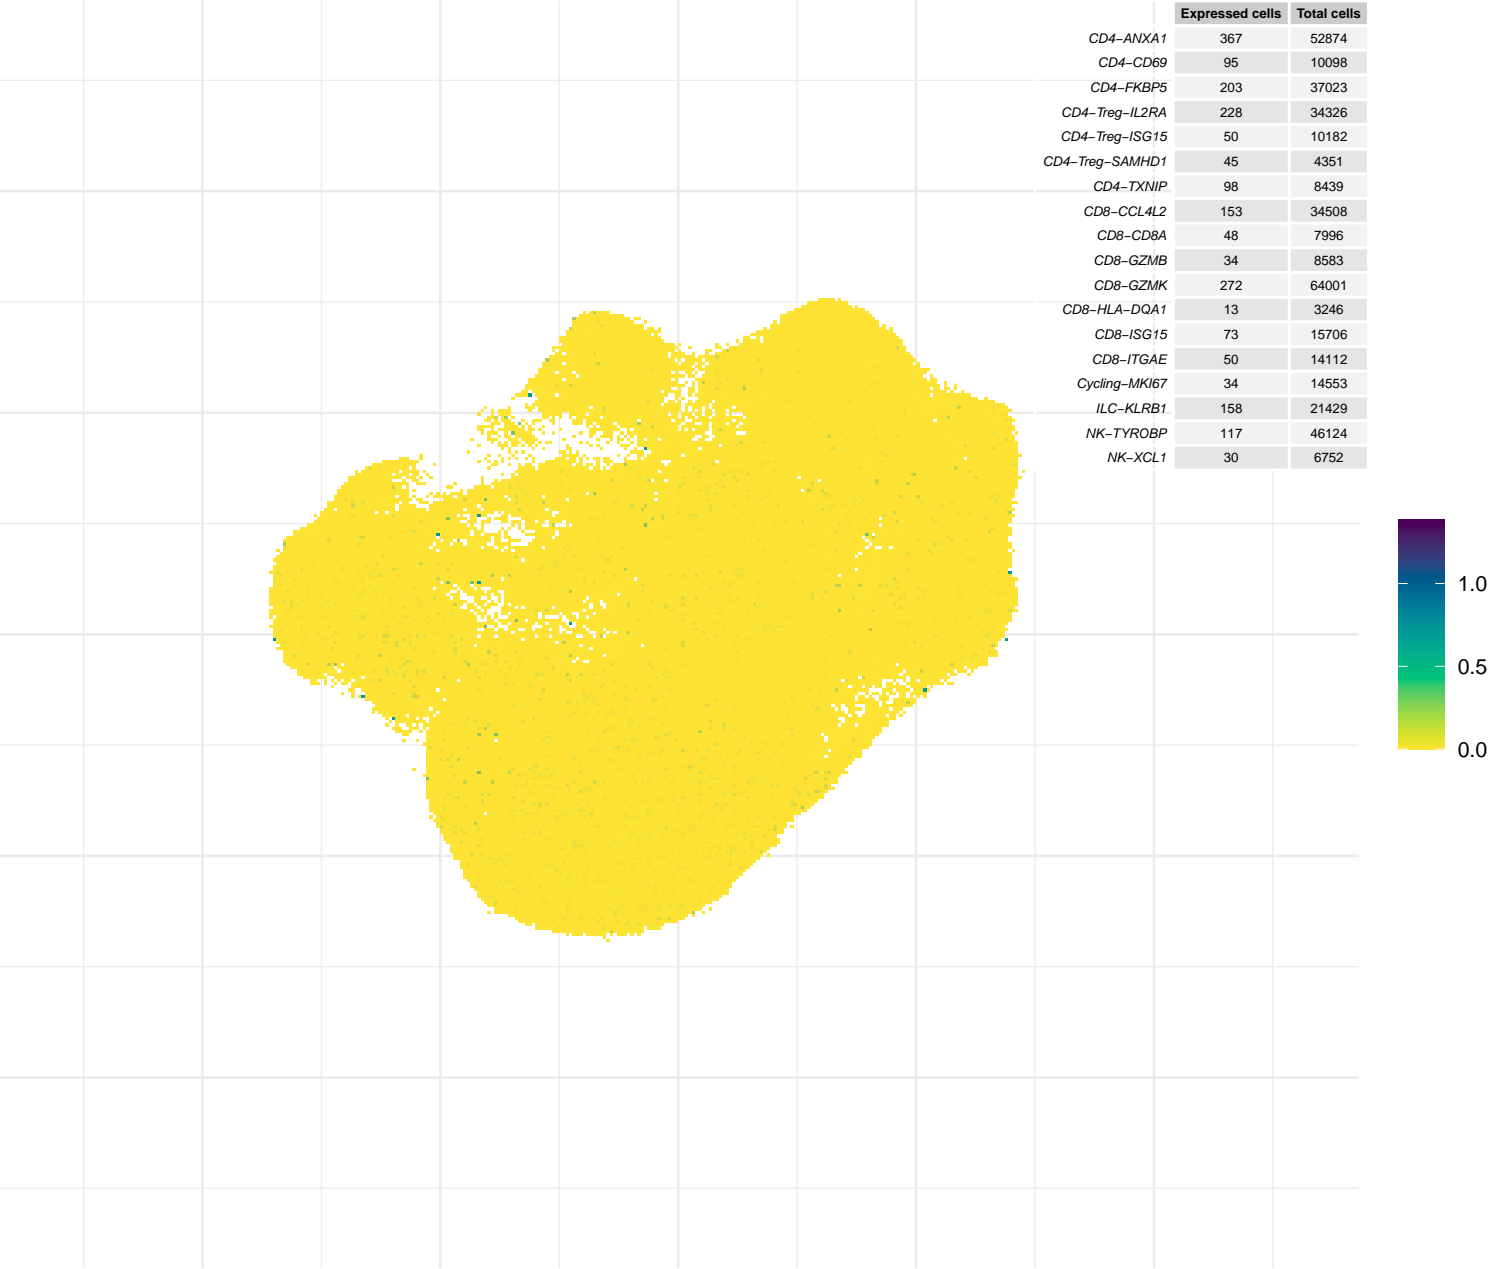 Expressed cells Total cells
CD4−ANXA1 367 52874
CD4−CD69 95 10098
CD4−FKBP5 203 37023
CD4−Treg−IL2RA 228 34326
CD4−Treg−ISG15 50 10182
CD4−Treg−SAMHD1 45 4351
CD4−TXNIP 98 8439
CD8−CCL4L2 153 34508
CD8−CD8A 48 7996
CD8−GZMB 34 8583
CD8−GZMK 272 64001
CD8−HLA−DQA1 13 3246
CD8−ISG15 73 15706
CD8−ITGAE 50 14112
Cycling−MKI67 34 14553
ILC−KLRB1 158 21429
NK−TYROBP 117 46124
NK−XCL1 30 6752
1.0
0.5
0.0